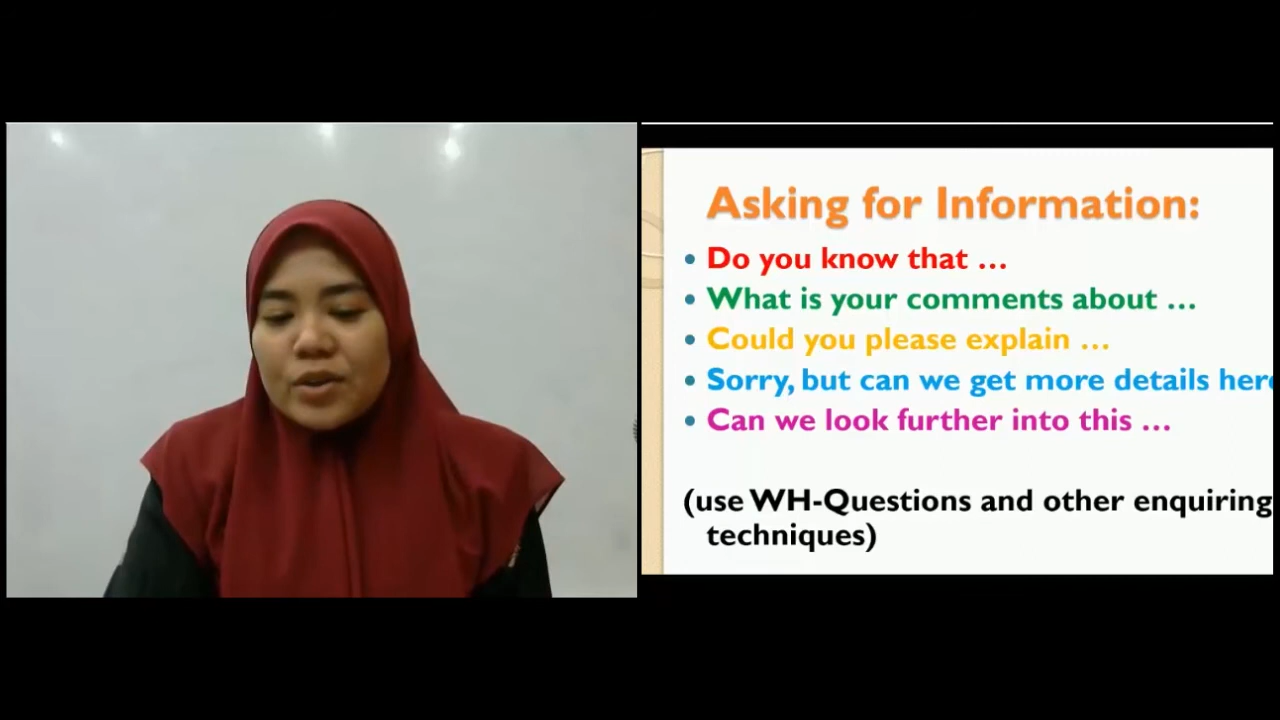 Asking for Information:
• Do you know that …
• What is your comments about …
• Could you please explain …
• Sorry, but can we get more details here
• Can we look further into this …
(use WH-Questions and other enquiring
techniques)